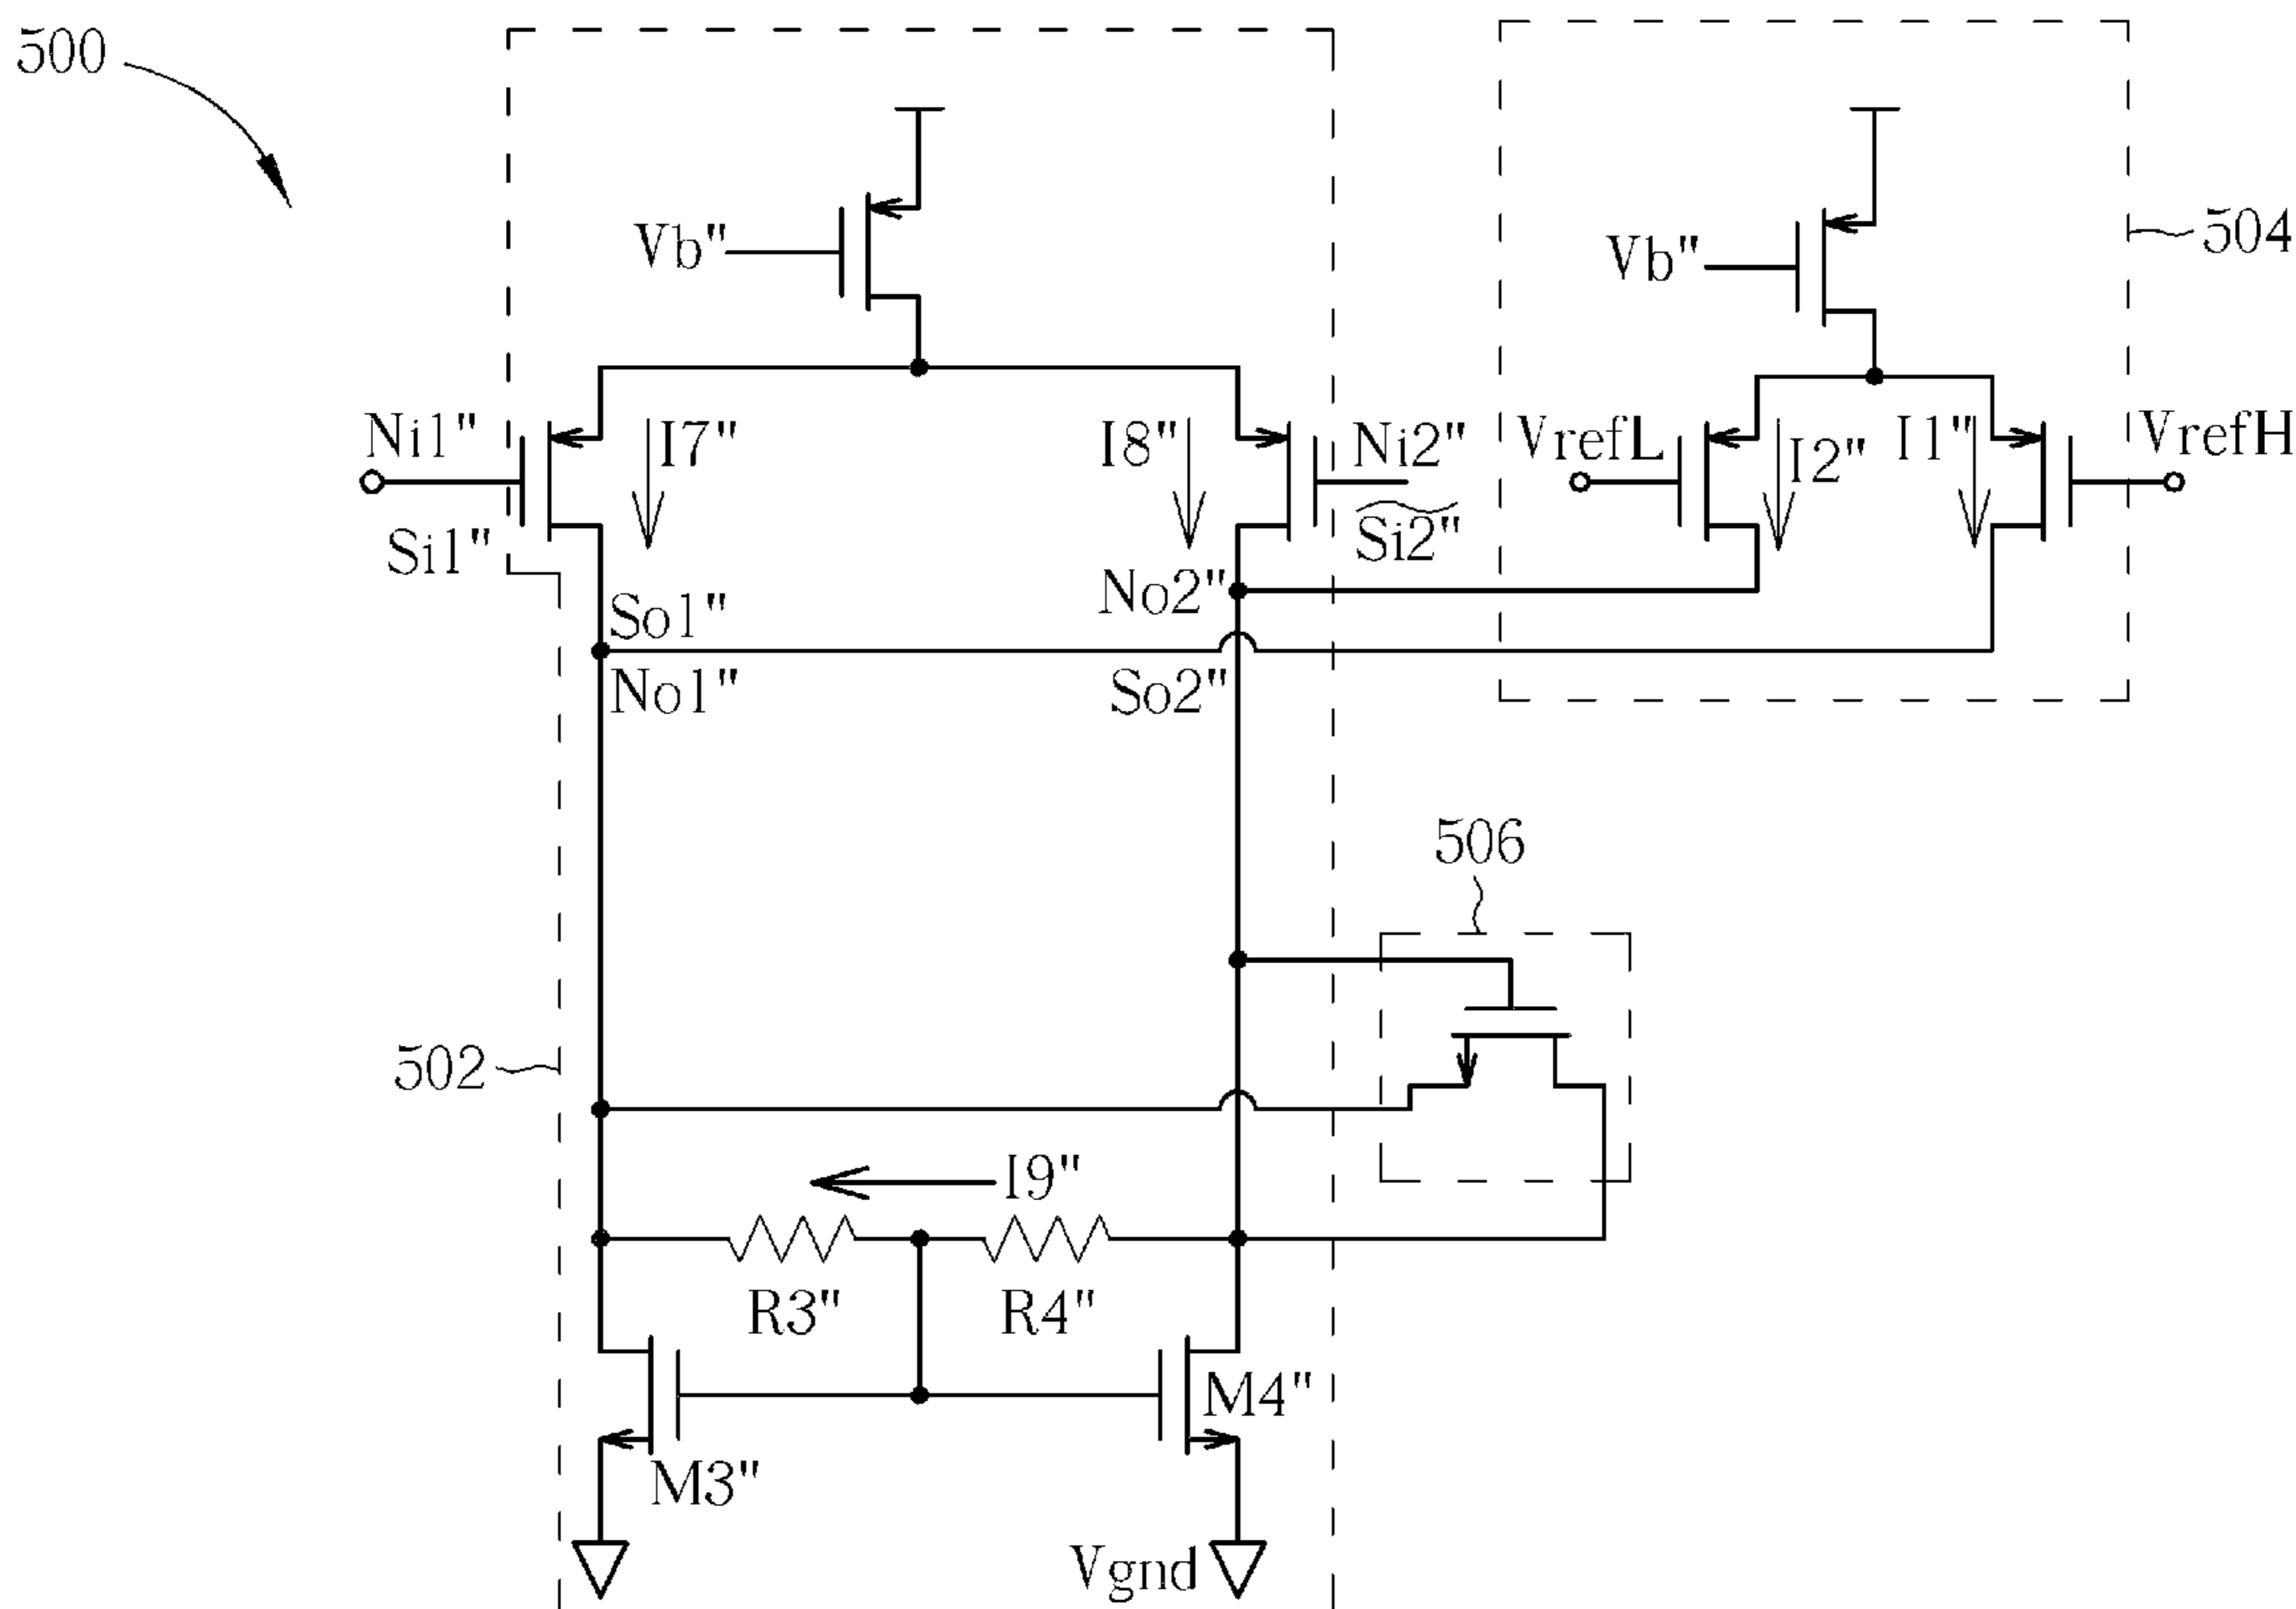 500
Vb"
Vb"
504
Ni1"
I7"
I8"
Ni2"
VrefL
I2"
I1"
VrefH
Si1"
Si2"
So1"
No2"
No1"
So2"
506
502
I9"
R3"
R4"
M4"
M3"
Vgnd